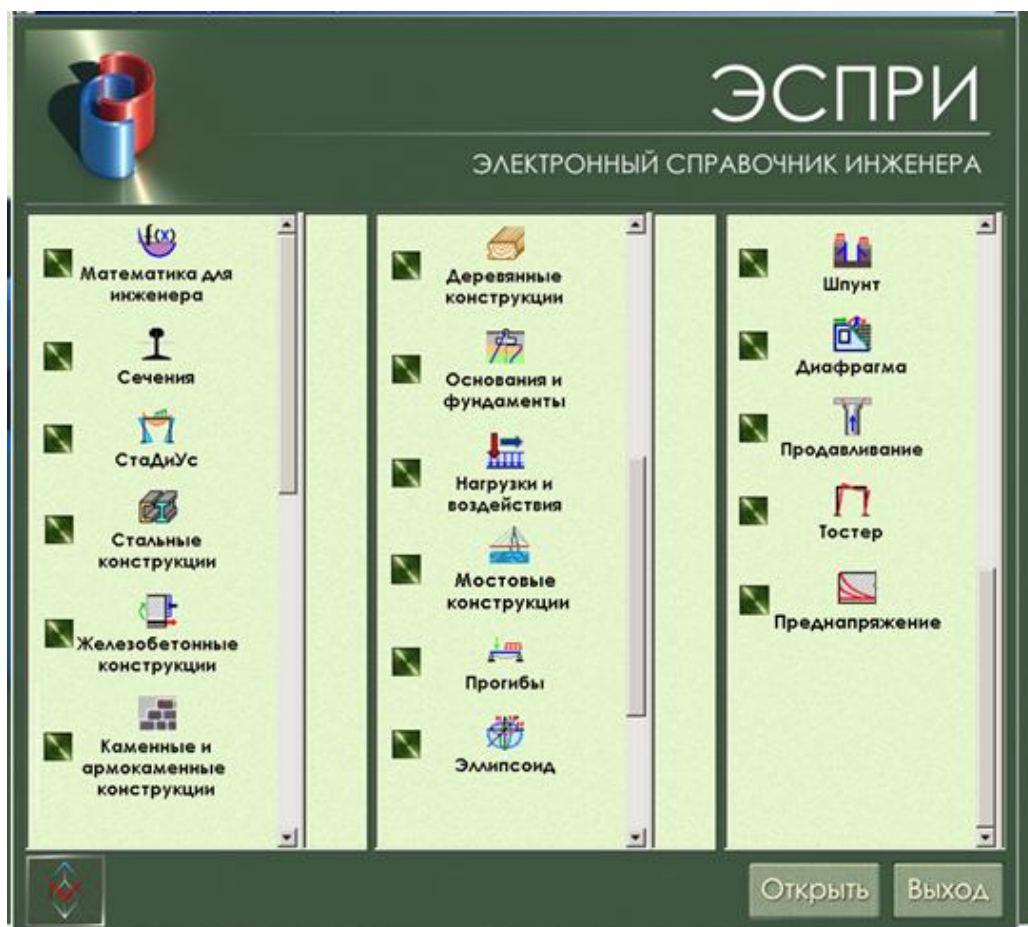 ЭСПРИ
ЭЛЕКТРОННЫЙ СПРАВОЧНИК ИНЖЕНЕРА
f(x)
Математика для
инженера
Сечения
СтаДиУс
Стальные
конструкции
Железобетонные
конструкции
Каменные и
армокаменные
конструкции
Деревянные
конструкции
Основания и
фундаменты
Нагрузки и
воздействия
Мостовые
конструкции
Прогибы
Эллипсоид
Шпунт
Диафрагма
Продавливание
Тостер
Преднапряжение
Открыть
Выход